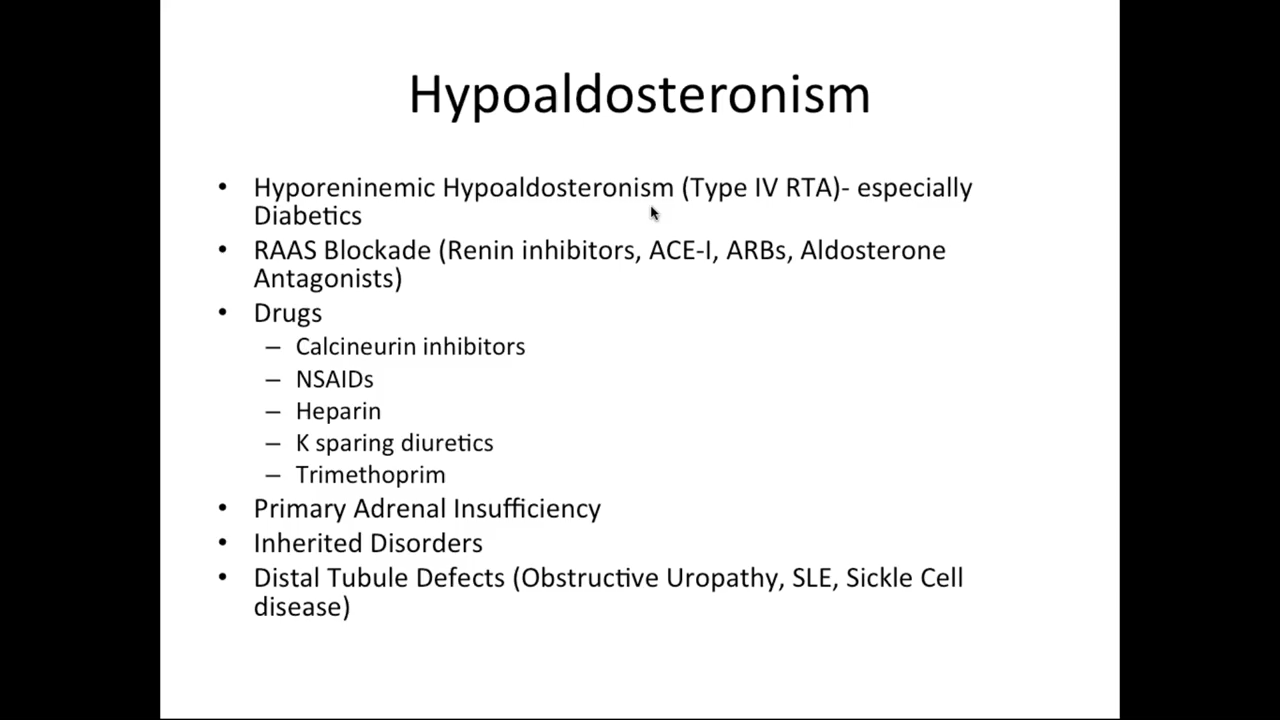 Hypoaldosteronism
• Hyporeninemic Hypoaldosteronism (Type IV RTA)- especially
Diabetics
• RAAS Blockade (Renin inhibitors, ACE-I, ARBs, Aldosterone
Antagonists)
• Drugs
– Calcineurin inhibitors
– NSAIDs
– Heparin
– K sparing diuretics
– Trimethoprim
• Primary Adrenal Insufficiency
• Inherited Disorders
• Distal Tubule Defects (Obstructive Uropathy, SLE, Sickle Cell
disease)